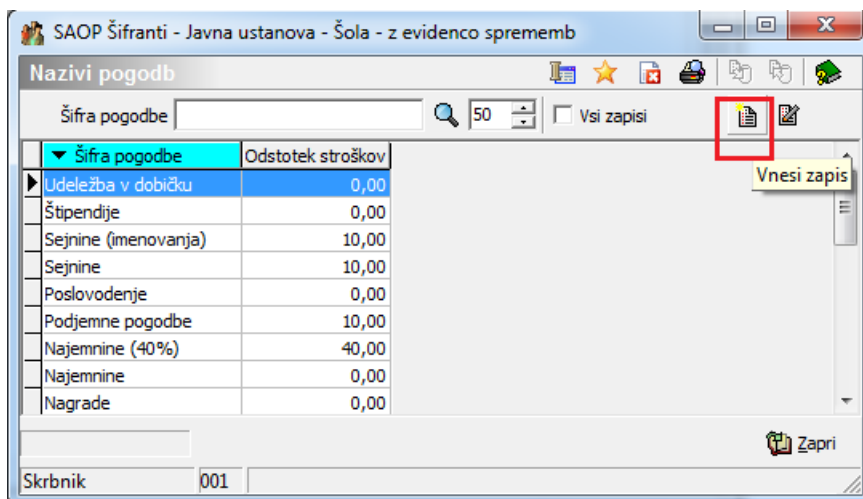 SAOP Šifranti - Javna ustanova - Šola - z evidenco sprememb
Nazivi pogodb
Šifra pogodbe 50 Vsi zapisi
Vnesi zapis
Šifra pogodbe Odstotek stroškov
Udeležba v dobičku 0,00
Štipendije 0,00
Sejnine (imenovanja) 10,00
Sejnine 10,00
Poslovodenje 0,00
Podjemne pogodbe 10,00
Najemnine (40%) 40,00
Najemnine 0,00
Nagrade 0,00
Zapri
Skrbnik 001